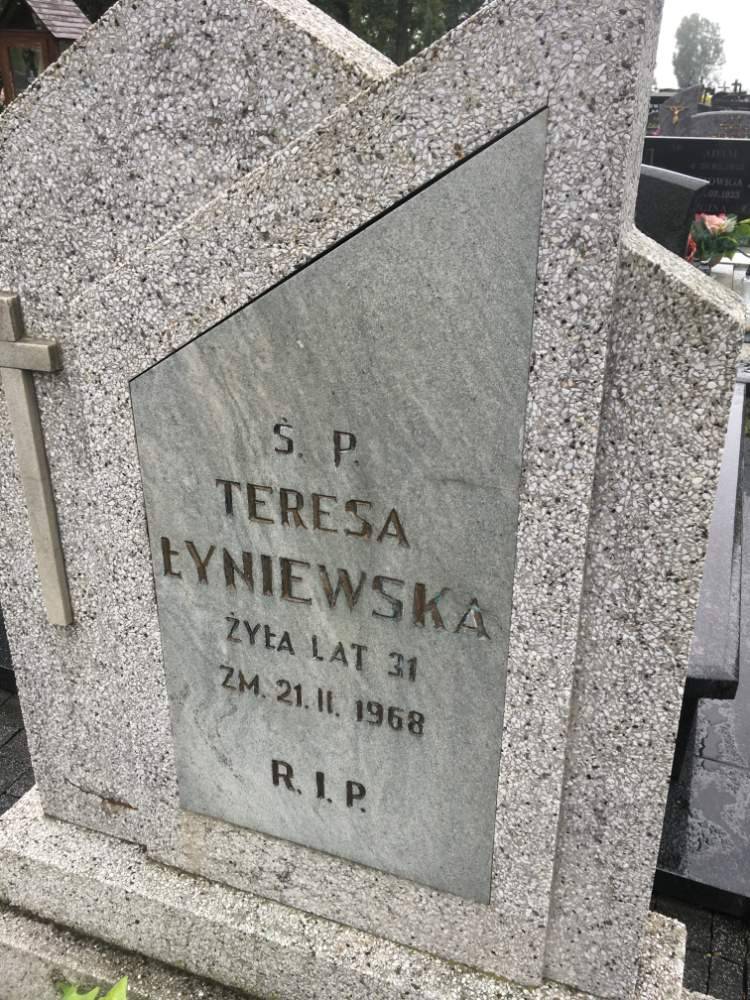 Ś. P.
TERESA
ŁYNIEWSKA
ŻYŁA LAT 31
ZM. 21. II. 1968
R. I. P.